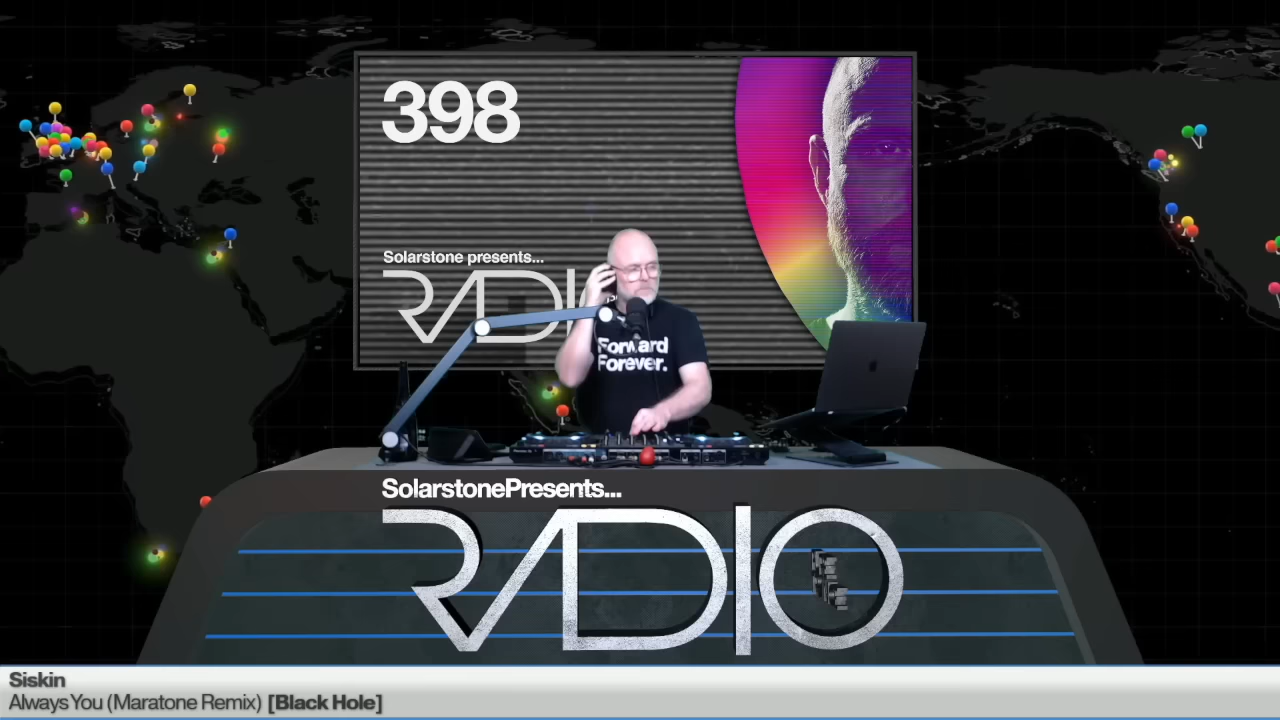 398
Solarstone presents...
RADIO
Forward
Forever.
SolarstonePresents...
RADIO
Siskin
Always You (Maratone Remix) [Black Hole]